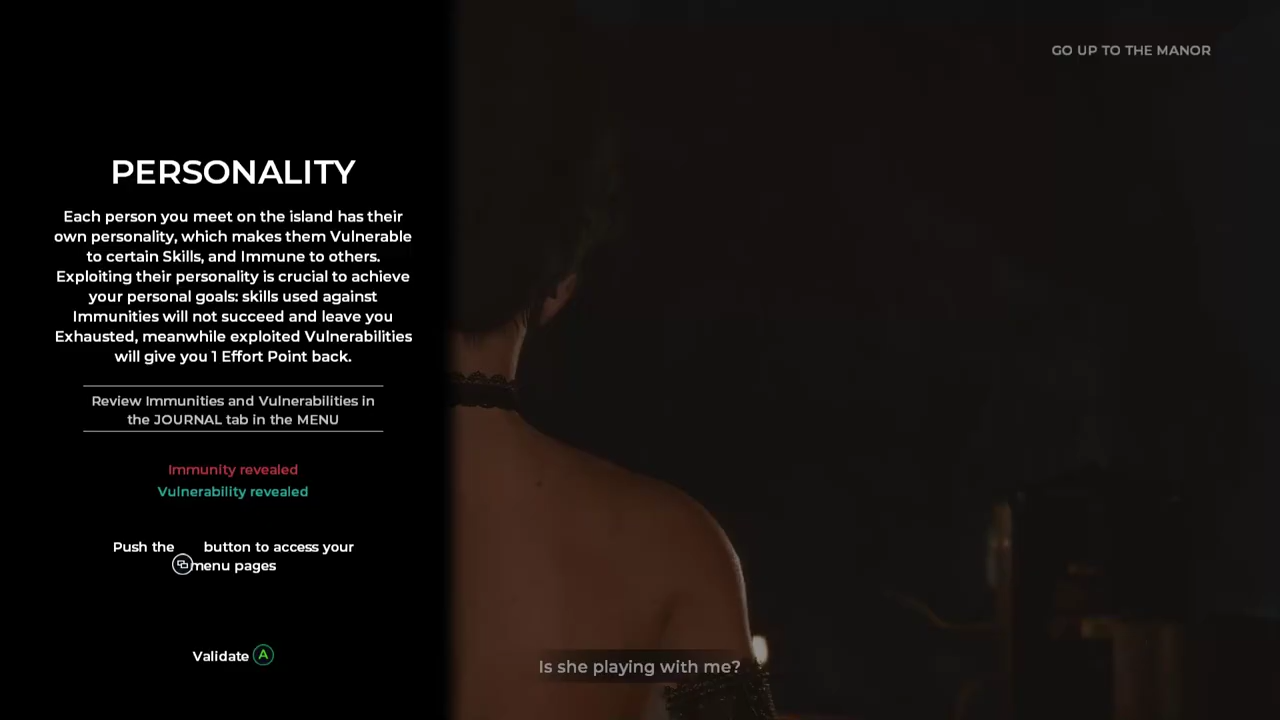 GO UP TO THE MANOR
PERSONALITY
Each person you meet on the island has their
own personality, which makes them Vulnerable
to certain Skills, and Immune to others.
Exploiting their personality is crucial to achieve
your personal goals: skills used against
Immunities will not succeed and leave you
Exhausted, meanwhile exploited Vulnerabilities
will give you 1 Effort Point back.
Review Immunities and Vulnerabilities in
the JOURNAL tab in the MENU
Immunity revealed
Vulnerability revealed
Push the button to access your
menu pages
Validate A
Is she playing with me?